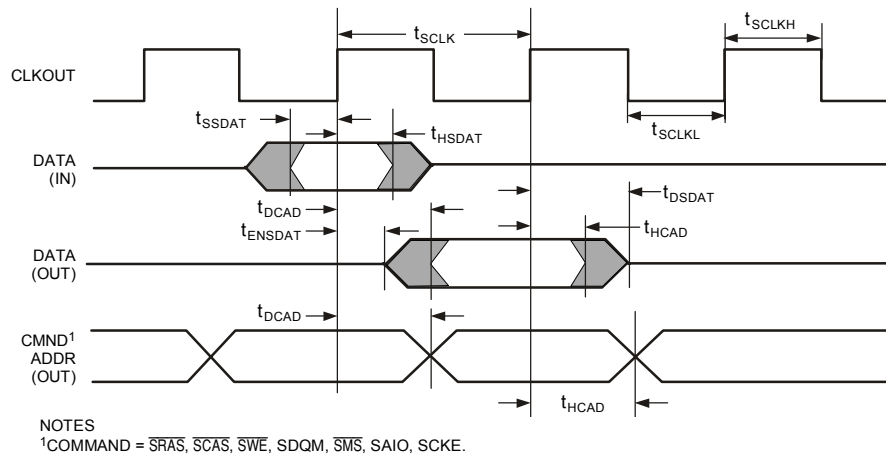 tSCLK
tSCLKH
CLKOUT
tSSDAT
tHSDAT
tSCLKL
DATA
(IN)
tDCAD
tDSDAT
tENSDAT
tHCAD
DATA
(OUT)
tDCAD
CMND1
ADDR
(OUT)
tHCAD
NOTES
1COMMAND = SRAS, SCAS, SWE, SDQM, SMS, SAIO, SCKE.